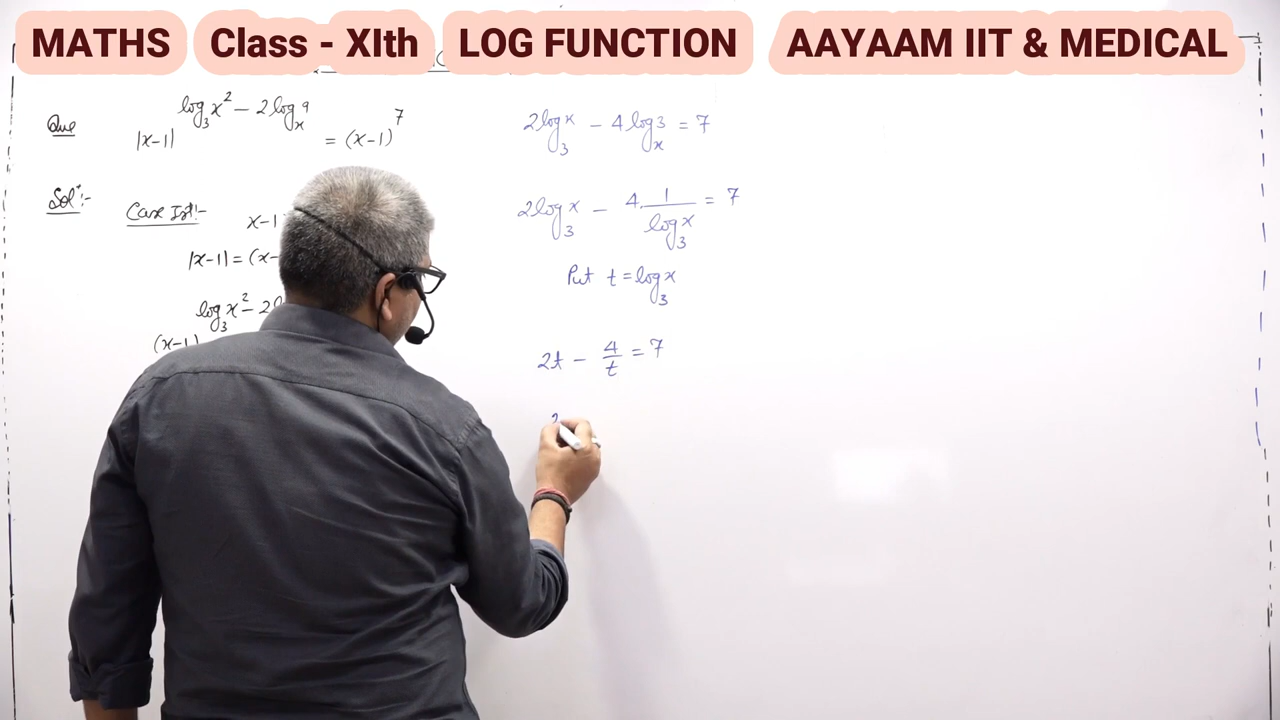 MATHS Class - XIth LOG FUNCTION AAYAAM IIT & MEDICAL
Que |x-1|^(log₃x² - 2logₓ9) = (x-1)^7
Solⁿ:-
Case Ist:- x-1
|x-1| = (x-
(x-1)^(log₃x² - 2l
2log₃x - 4logₓ3 = 7
2log₃x - 4·1/log₃x = 7
Put t = log₃x
2t - 4/t = 7
2